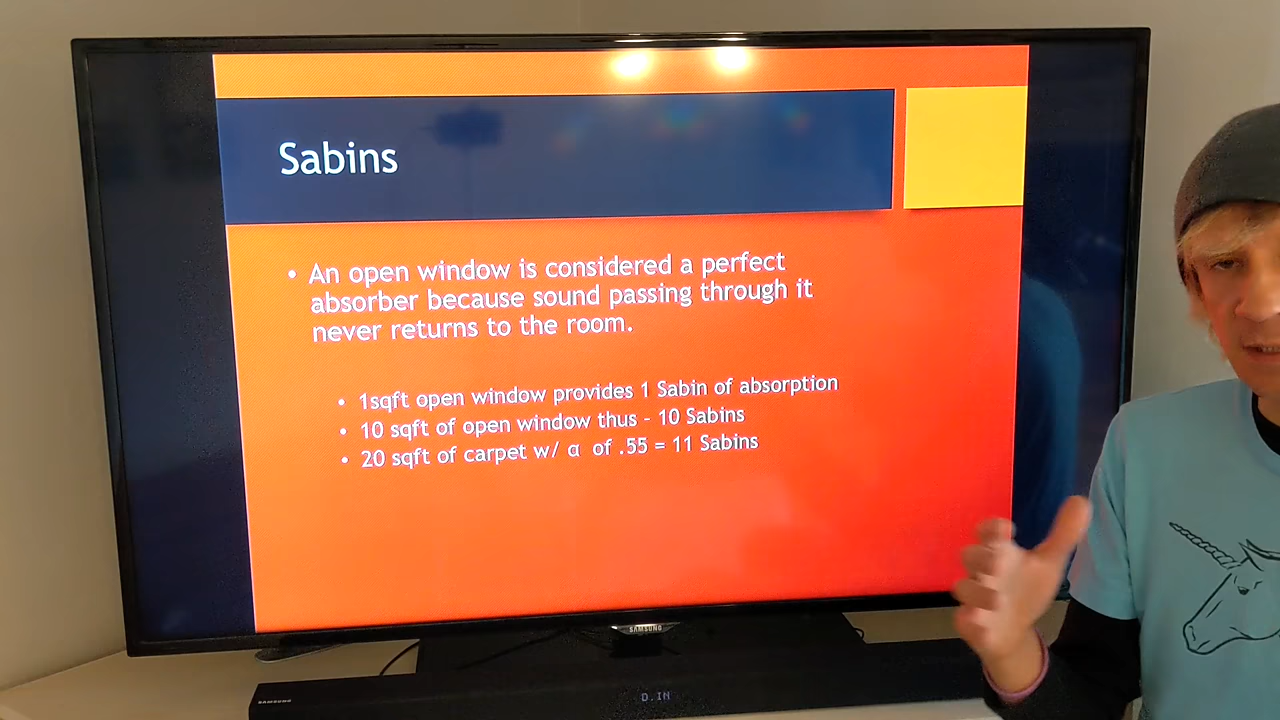 Sabins
• An open window is considered a perfect
absorber because sound passing through it
never returns to the room.
• 1sqft open window provides 1 Sabin of absorption
• 10 sqft of open window thus - 10 Sabins
• 20 sqft of carpet w/ α of .55 = 11 Sabins
SAMSUNG
SAMSUNG
D.IN